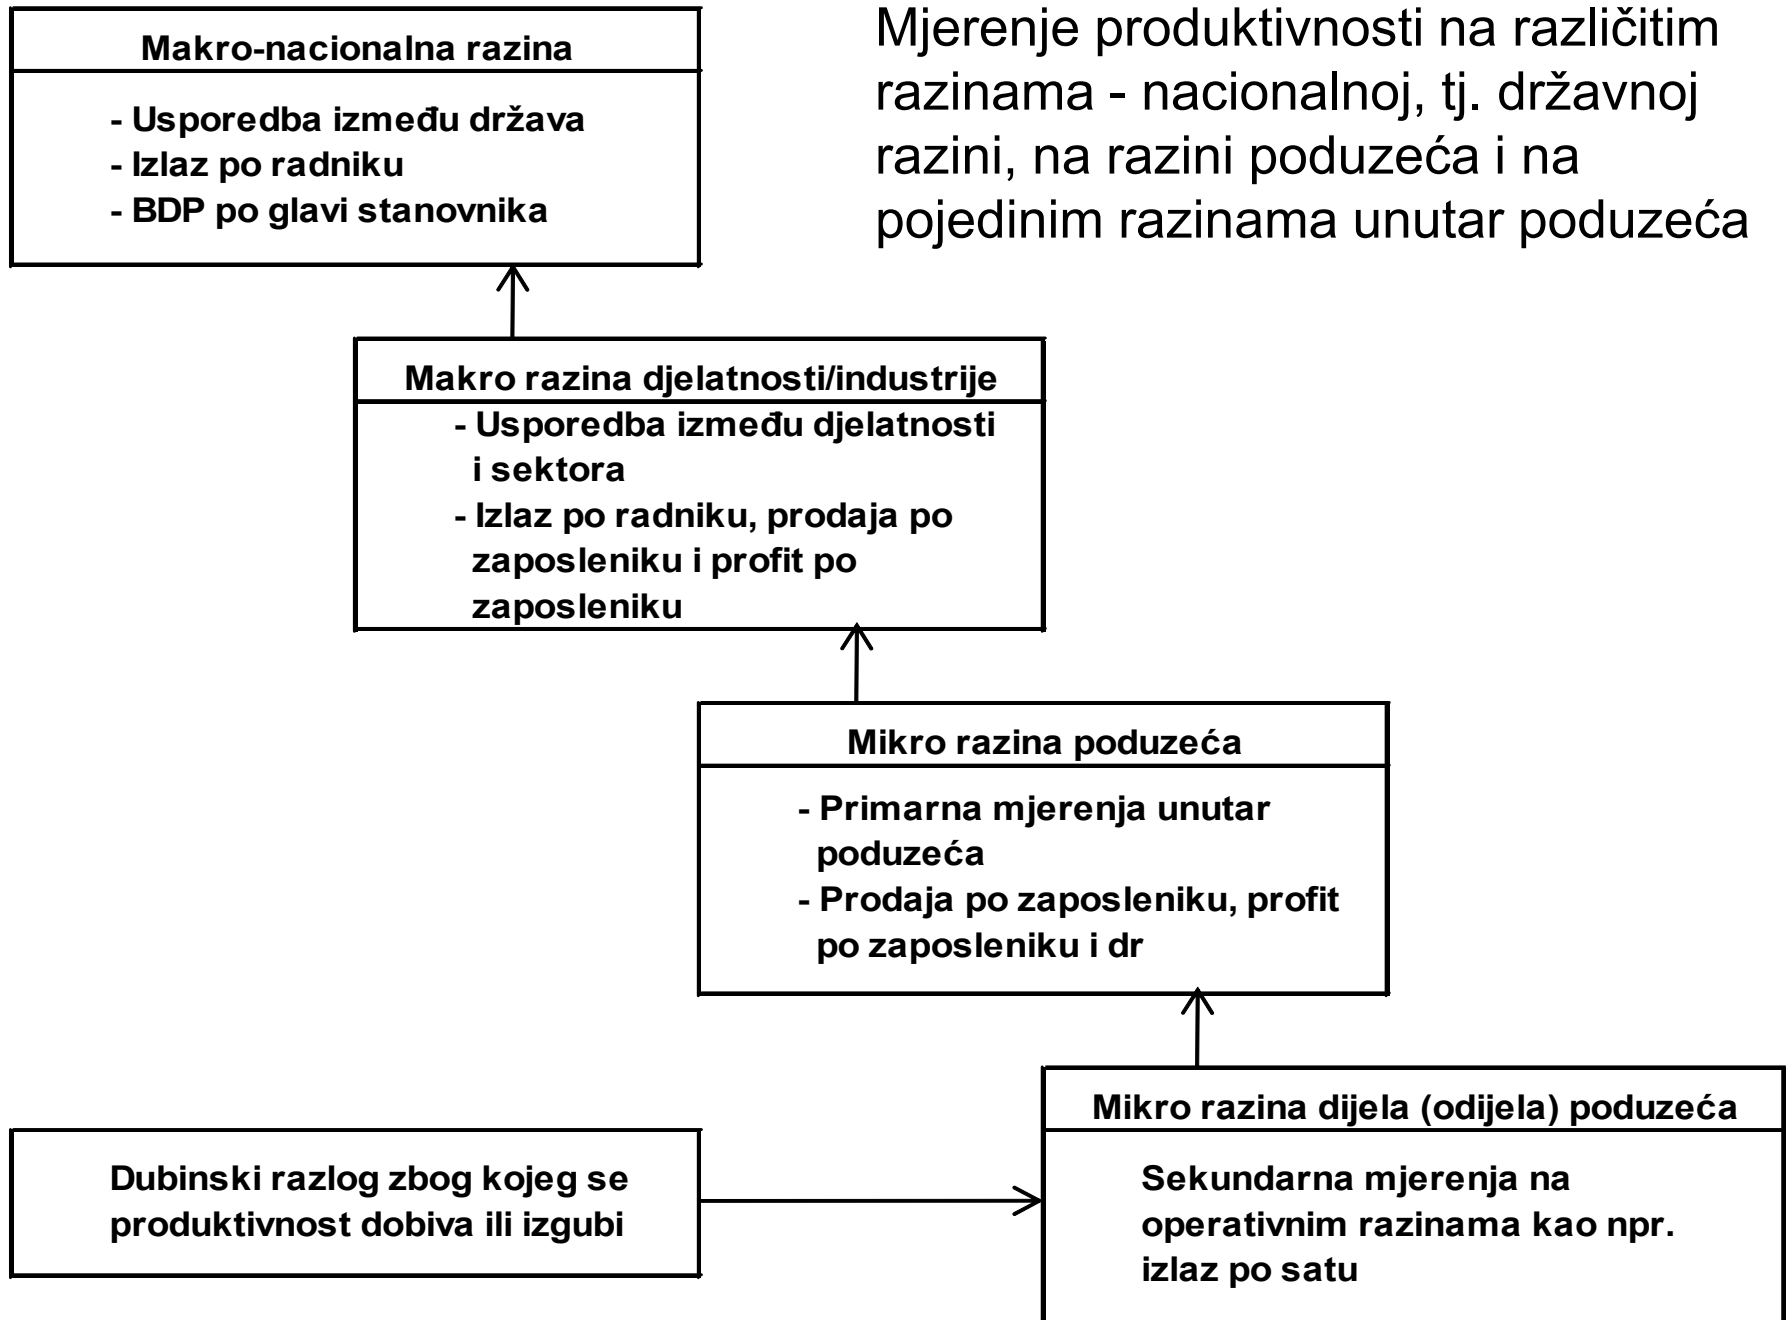 Mjerenje produktivnosti na različitim
razinama - nacionalnoj, tj. državnoj
razini, na razini poduzeća i na
pojedinim razinama unutar poduzeća
Makro-nacionalna razina
- Usporedba između država
- Izlaz po radniku
- BDP po glavi stanovnika
Makro razina djelatnosti/industrije
- Usporedba između djelatnosti
i sektora
- Izlaz po radniku, prodaja po
zaposleniku i profit po
zaposleniku
Mikro razina poduzeća
- Primarna mjerenja unutar
poduzeća
- Prodaja po zaposleniku, profit
po zaposleniku i dr
Mikro razina dijela (odijela) poduzeća
Sekundarna mjerenja na
operativnim razinama kao npr.
izlaz po satu
Dubinski razlog zbog kojeg se
produktivnost dobiva ili izgubi